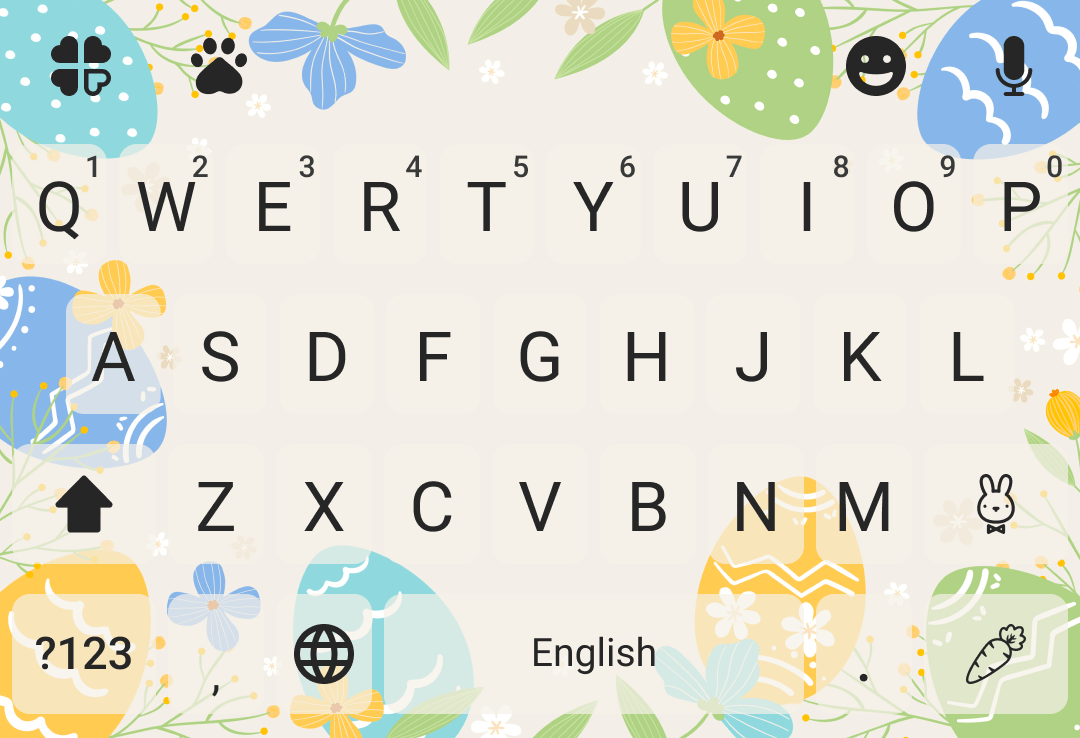 1 2 3 4 5 6 7 8 9 0
Q W E R T Y U I O P
A S D F G H J K L
Z X C V B N M
?123 , English .